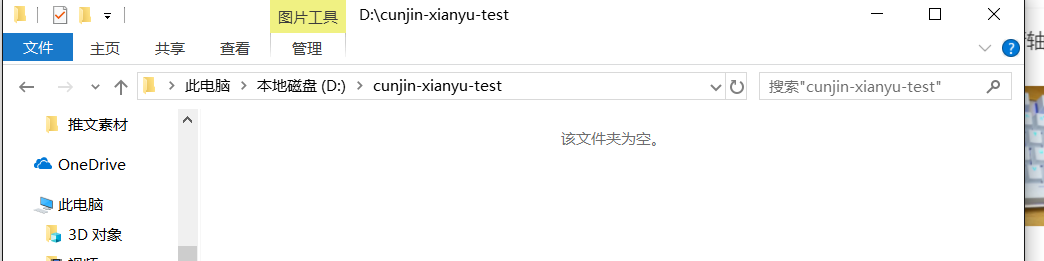 图片工具 D:\cunjin-xianyu-test
文件 主页 共享 查看 管理
此电脑 本地磁盘 (D:) cunjin-xianyu-test 搜索"cunjin-xianyu-test"
推文素材
该文件夹为空。
OneDrive
此电脑
3D 对象
视频
轴